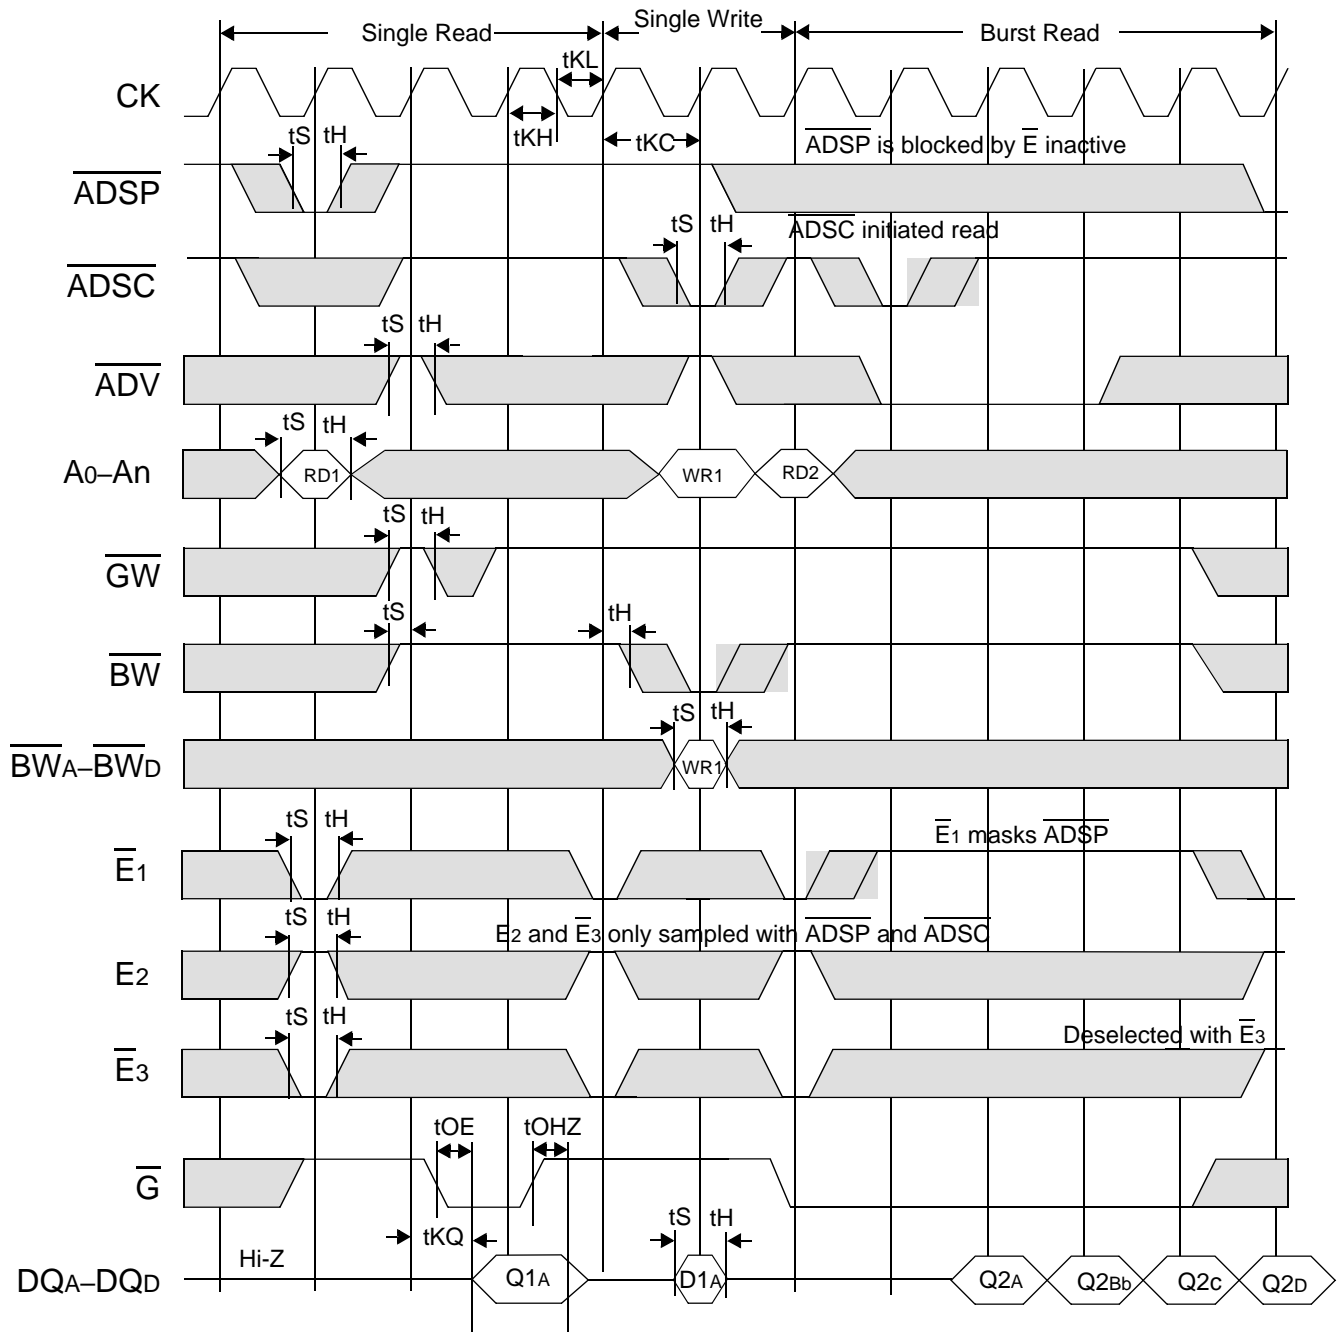 Single Read
Single Write
Burst Read
CK
tKL
tKH
tKC
tS tH
ADSP is blocked by E inactive
ADSP
tS tH
ADSC initiated read
ADSC
tS tH
ADV
tS tH
A0–An
RD1
WR1
RD2
tS tH
GW
tS
tH
BW
tS tH
BWA–BWD
WR1
tS tH
E1 masks ADSP
E1
tS tH
E2 and E3 only sampled with ADSP and ADSC
E2
tS tH
Deselected with E3
E3
tOE
tOHZ
G
tKQ
tS tH
Hi-Z
DQA–DQD
Q1A
D1A
Q2A
Q2Bb
Q2c
Q2D